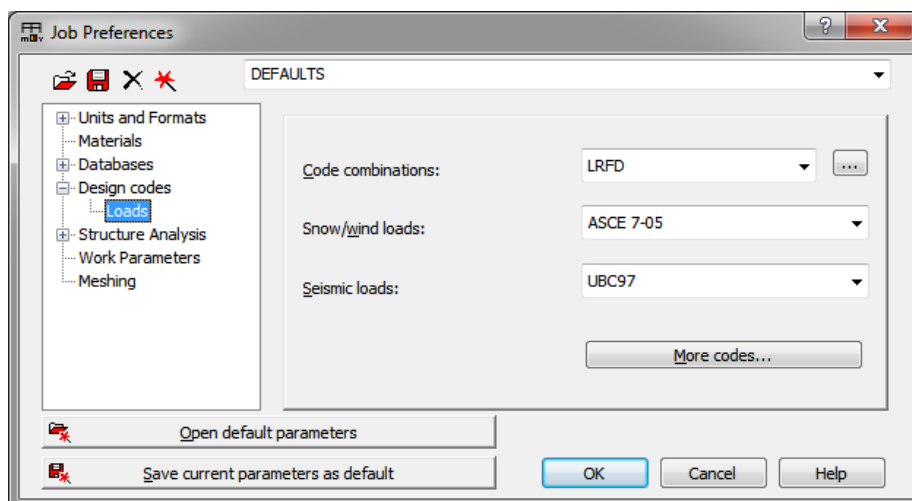 Job Preferences
DEFAULTS
Units and Formats
Materials
Databases
Design codes
Loads
Structure Analysis
Work Parameters
Meshing
Code combinations:
LRFD
...
Snow/wind loads:
ASCE 7-05
Seismic loads:
UBC97
More codes...
Open default parameters
Save current parameters as default
OK
Cancel
Help